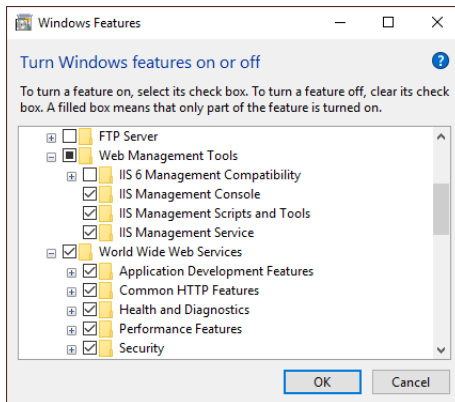 Windows Features
Turn Windows features on or off
To turn a feature on, select its check box. To turn a feature off, clear its check
box. A filled box means that only part of the feature is turned on.
FTP Server
Web Management Tools
IIS 6 Management Compatibility
IIS Management Console
IIS Management Scripts and Tools
IIS Management Service
World Wide Web Services
Application Development Features
Common HTTP Features
Health and Diagnostics
Performance Features
Security
OK Cancel